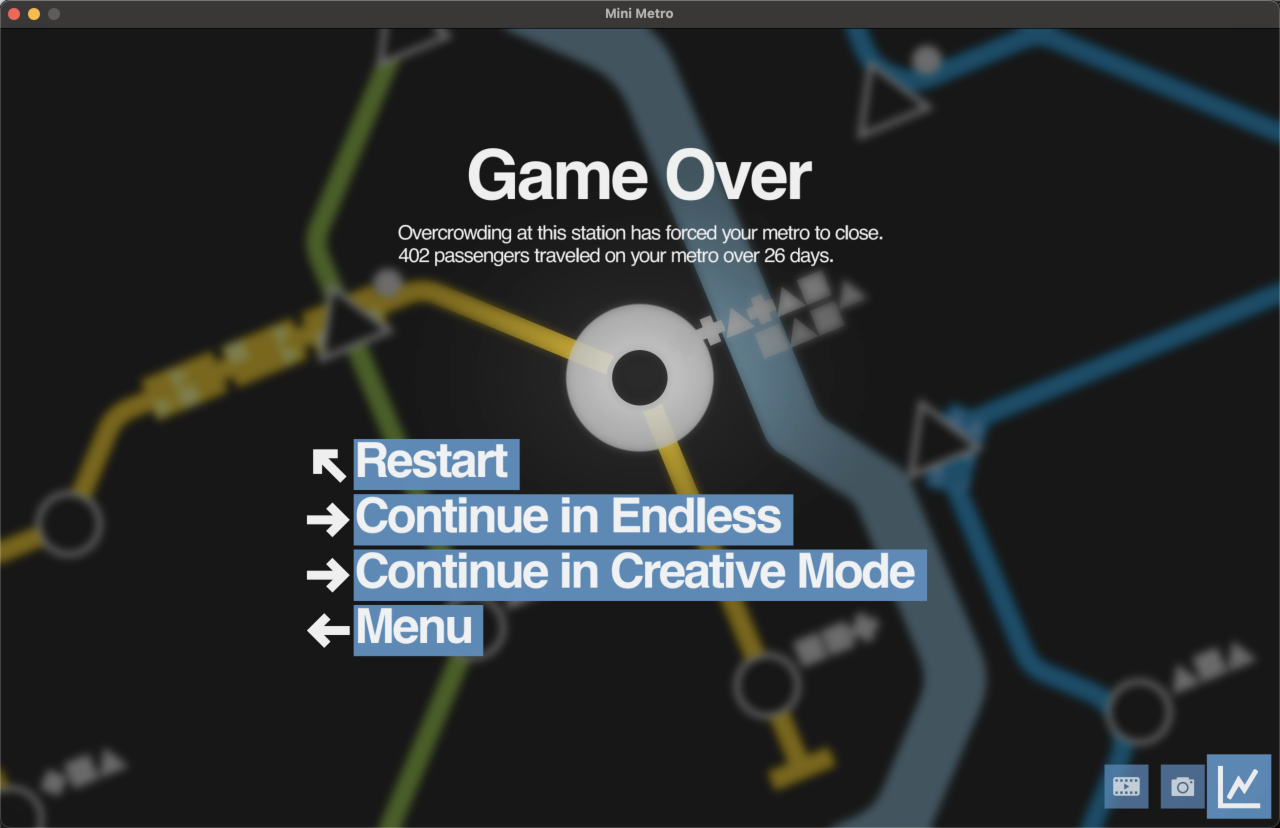 Mini Metro
Game Over
Overcrowding at this station has forced your metro to close.
402 passengers traveled on your metro over 26 days.
Restart
Continue in Endless
Continue in Creative Mode
Menu